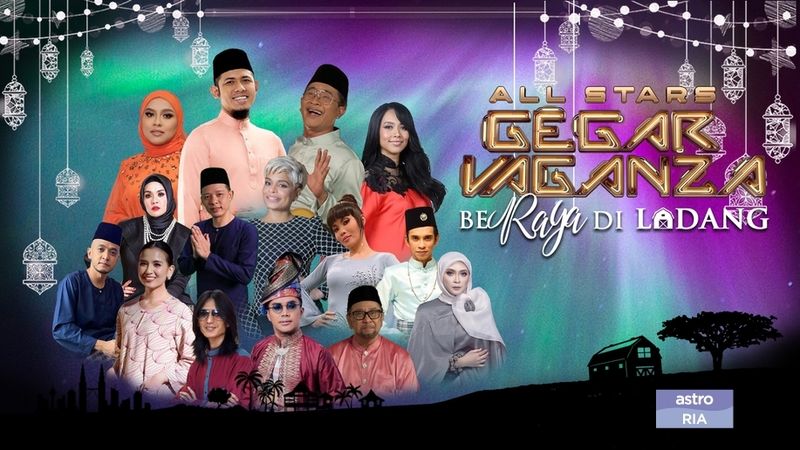 ALL STARS
GEGAR
VAGANZA
BERAYA DI LADANG
astro
RIA